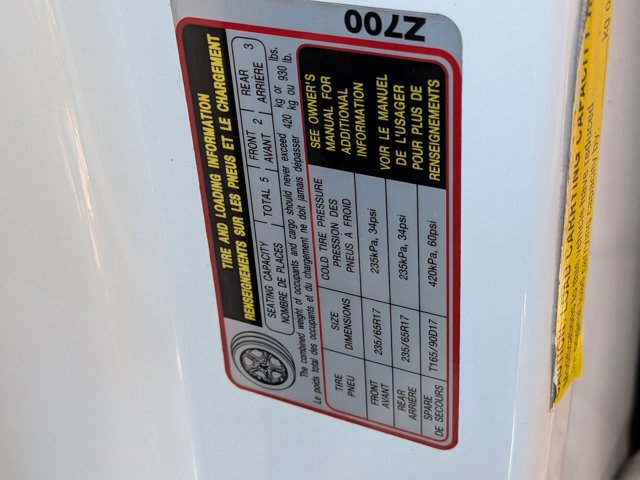 Z700
TIRE AND LOADING INFORMATION
RENSEIGNEMENTS SUR LES PNEUS ET LE CHARGEMENT
SEATING CAPACITY TOTAL 5 FRONT 2 REAR 3
NOMBRE DE PLACES AVANT ARRIÈRE
The combined weight of occupants and cargo should never exceed 420 kg or 930 lbs.
Le poids total des occupants et du chargement ne doit jamais dépasser 420 kg ou 930 lb.
TIRE SIZE COLD TIRE PRESSURE
PNEU DIMENSIONS PRESSION DES PNEUS À FROID
FRONT AVANT 235/65R17 235kPa, 34psi
REAR ARRIÈRE 235/65R17 235kPa, 34psi
SPARE DE SECOURS T165/90D17 420kPa, 60psi
SEE OWNER'S
MANUAL FOR
ADDITIONAL
INFORMATION
VOIR LE MANUEL
DE L'USAGER
POUR PLUS DE
RENSEIGNEMENTS
LOAD CARRYING CAPACITY
kg o